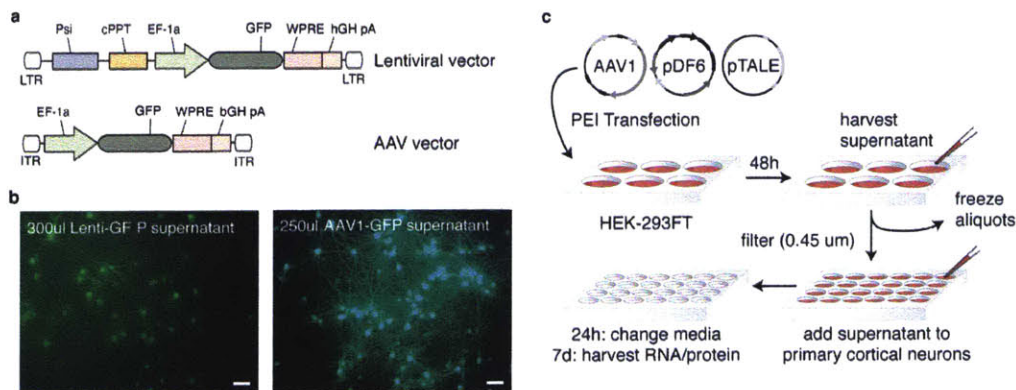 a
Psi
cPPT
EF-1a
GFP
WPRE
hGH pA
LTR
LTR
Lentiviral vector
EF-1a
GFP
WPRE
bGH pA
ITR
ITR
AAV vector
b
300ul Lenti-GF P supernatant
250ul AAV1-GFP supernatant
c
AAV1
pDF6
pTALE
PEI Transfection
harvest
supernatant
48h
HEK-293FT
freeze
aliquots
filter (0.45 um)
24h: change media
7d: harvest RNA/protein
add supernatant to
primary cortical neurons